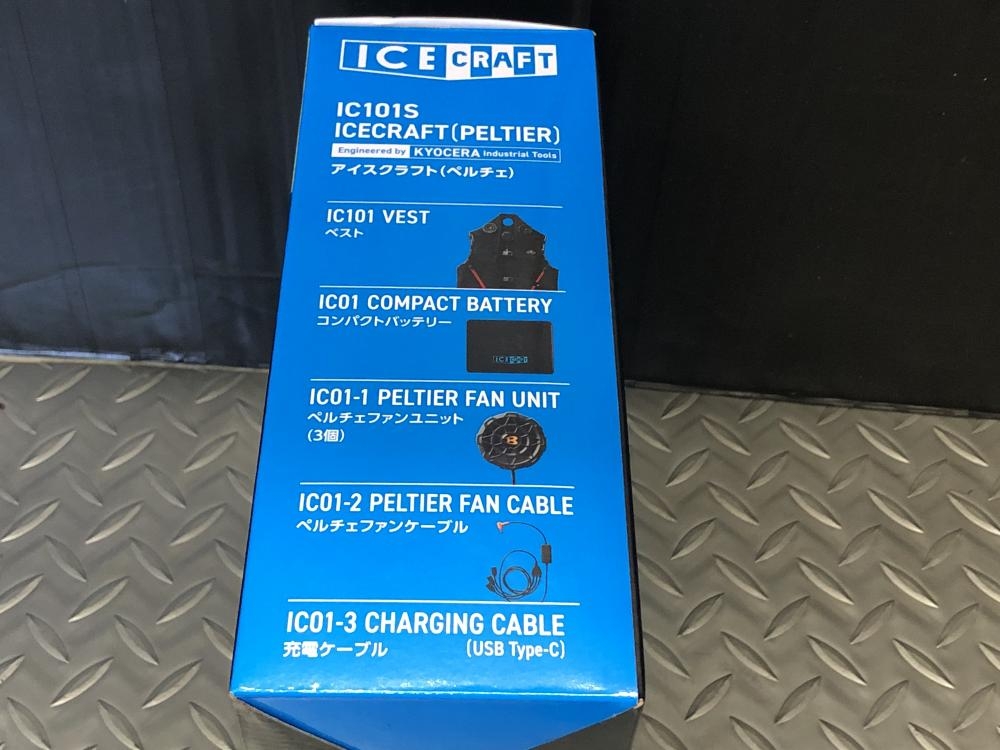 ICECRAFT
IC101S
ICECRAFT(PELTIER)
Engineered by KYOCERA Industrial Tools
アイスクラフト(ペルチェ)
IC101 VEST
ベスト
IC01 COMPACT BATTERY
コンパクトバッテリー
IC01-1 PELTIER FAN UNIT
ペルチェファンユニット
(3個)
B
IC01-2 PELTIER FAN CABLE
ペルチェファンケーブル
IC01-3 CHARGING CABLE
充電ケーブル (USB Type-C)